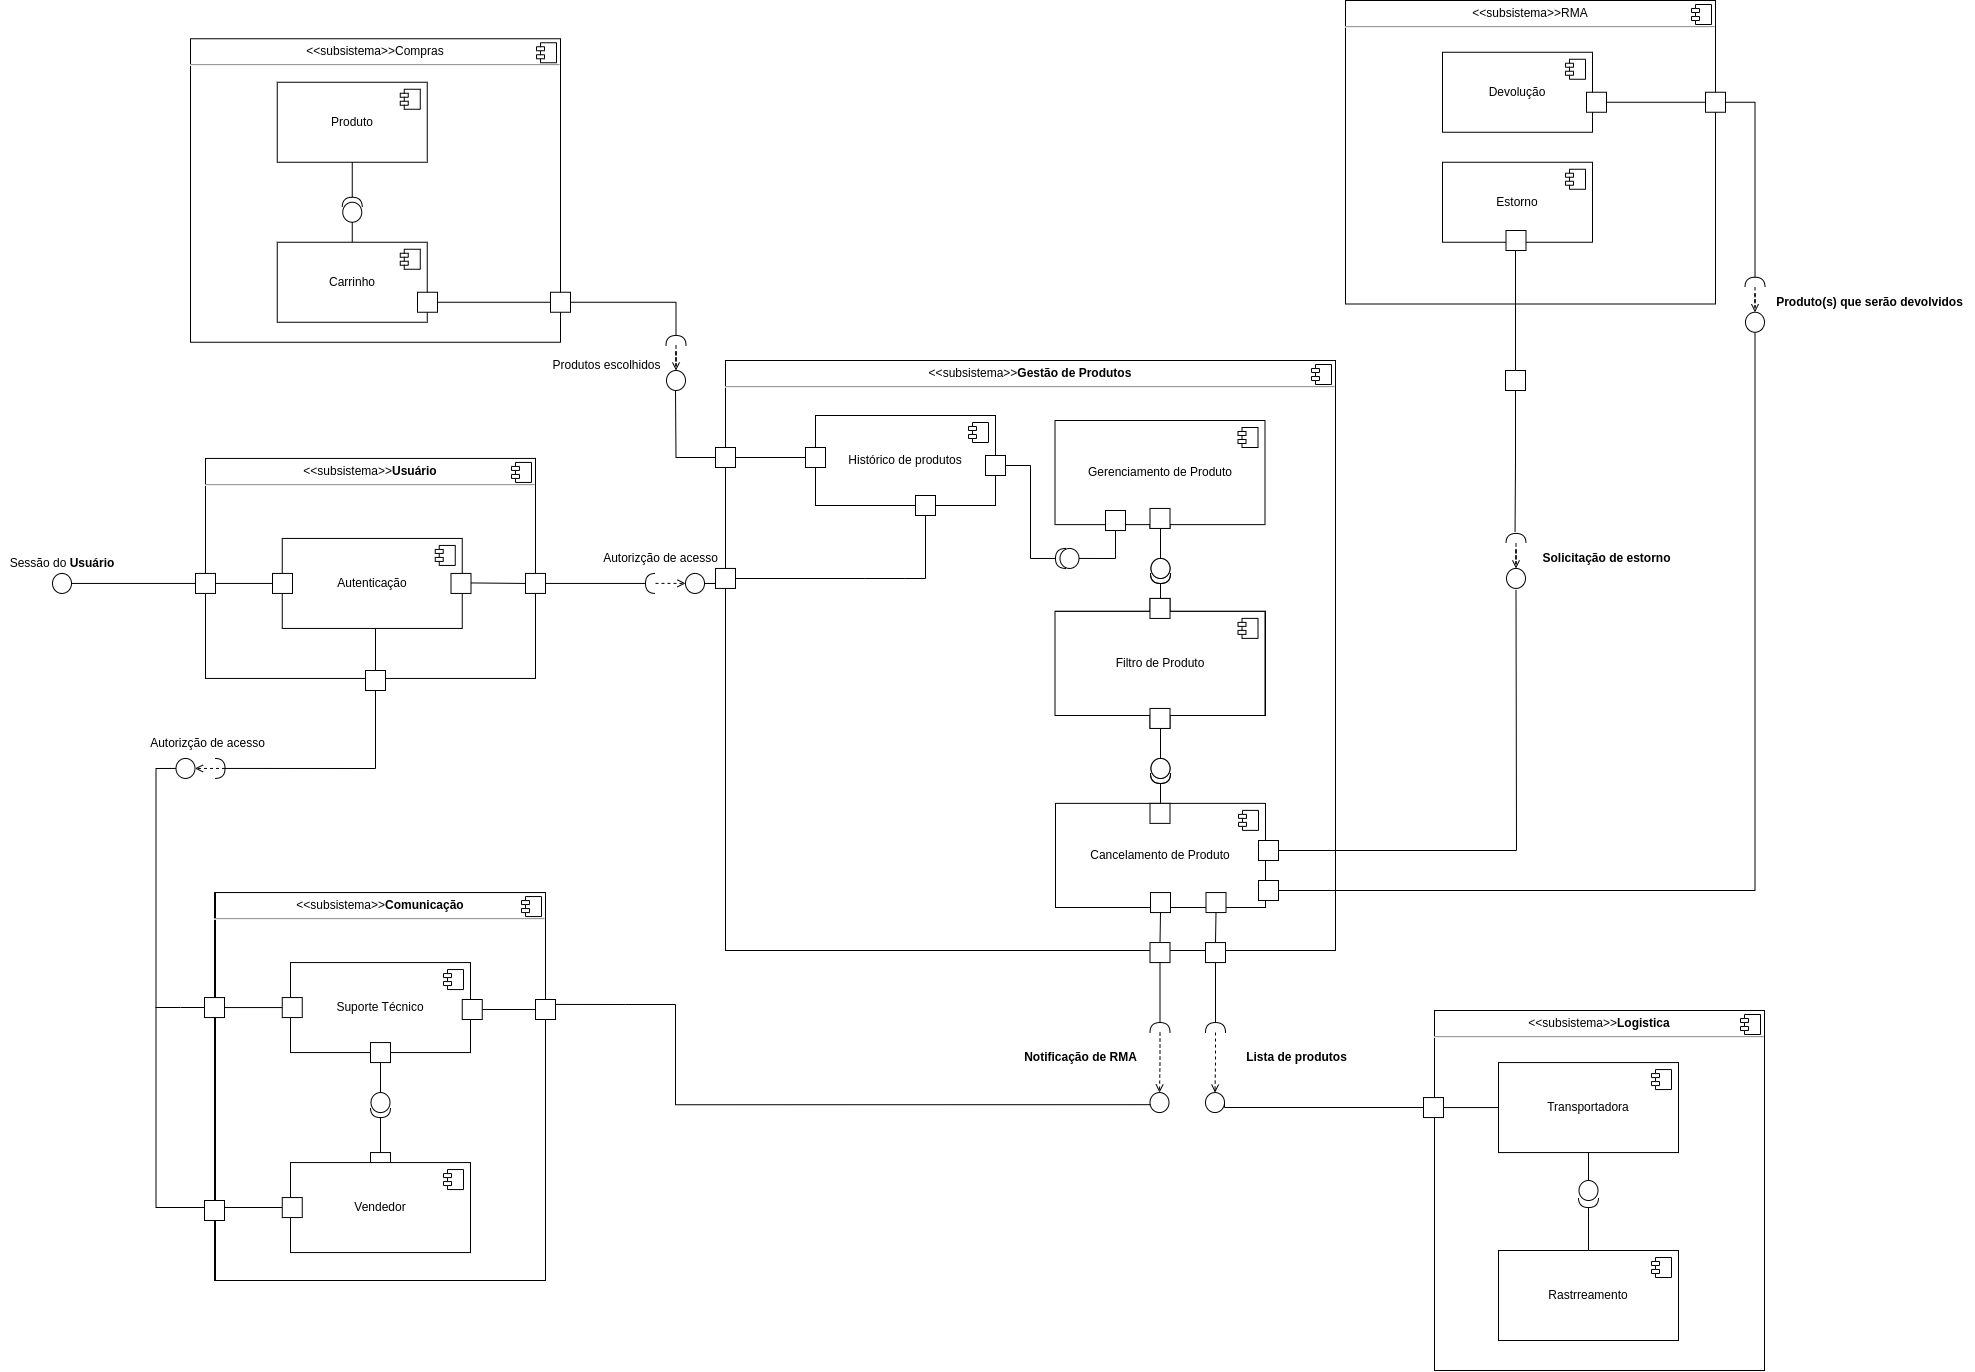 <<subsistema>>Compras
Produto
Carrinho
<<subsistema>>RMA
Devolução
Estorno
Produto(s) que serão devolvidos
Produtos escolhidos
<<subsistema>>Gestão de Produtos
Histórico de produtos
Gerenciamento de Produto
<<subsistema>>Usuário
Sessão do Usuário
Autenticação
Autorizção de acesso
Solicitação de estorno
Filtro de Produto
Autorizção de acesso
Cancelamento de Produto
<<subsistema>>Comunicação
Suporte Técnico
Vendedor
Notificação de RMA
Lista de produtos
<<subsistema>>Logistica
Transportadora
Rastrreamento